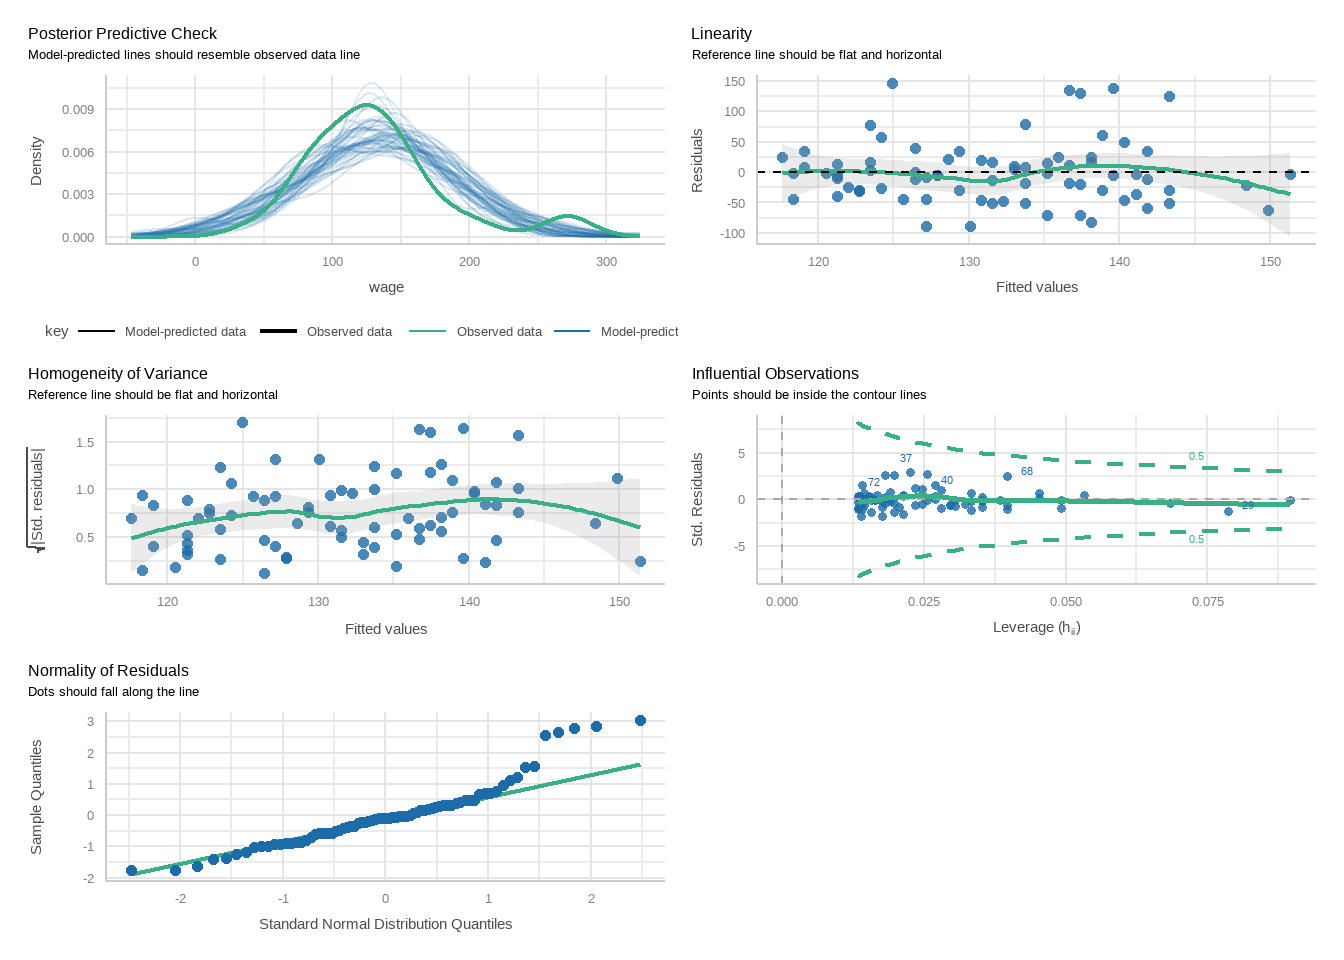 Posterior Predictive Check
Model-predicted lines should resemble observed data line
Density
0.009
0.006
0.003
0.000
0
100
200
300
wage
key
Model-predicted data
Observed data
Observed data
Model-predict
Linearity
Reference line should be flat and horizontal
Residuals
150
100
50
0
-50
-100
120
130
140
150
Fitted values
Homogeneity of Variance
Reference line should be flat and horizontal
√|Std. residuals|
1.5
1.0
0.5
120
130
140
150
Fitted values
Influential Observations
Points should be inside the contour lines
Std. Residuals
5
0
-5
0.5
37
68
72
40
29
0.5
0.000
0.025
0.050
0.075
Leverage (hii)
Normality of Residuals
Dots should fall along the line
Sample Quantiles
3
2
1
0
-1
-2
-2
-1
0
1
2
Standard Normal Distribution Quantiles